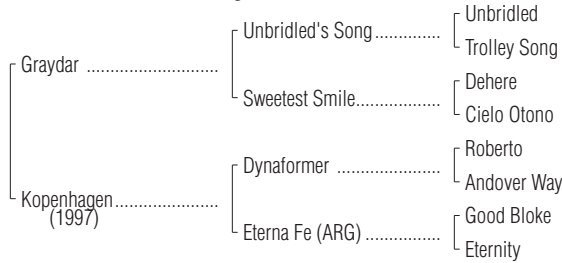 Unbridled
Unbridled's Song..............
Trolley Song
Graydar ............................
Dehere
Sweetest Smile..................
Cielo Otono
Roberto
Dynaformer ......................
Andover Way
Kopenhagen......................
(1997)
Good Bloke
Eterna Fe (ARG) ................
Eternity